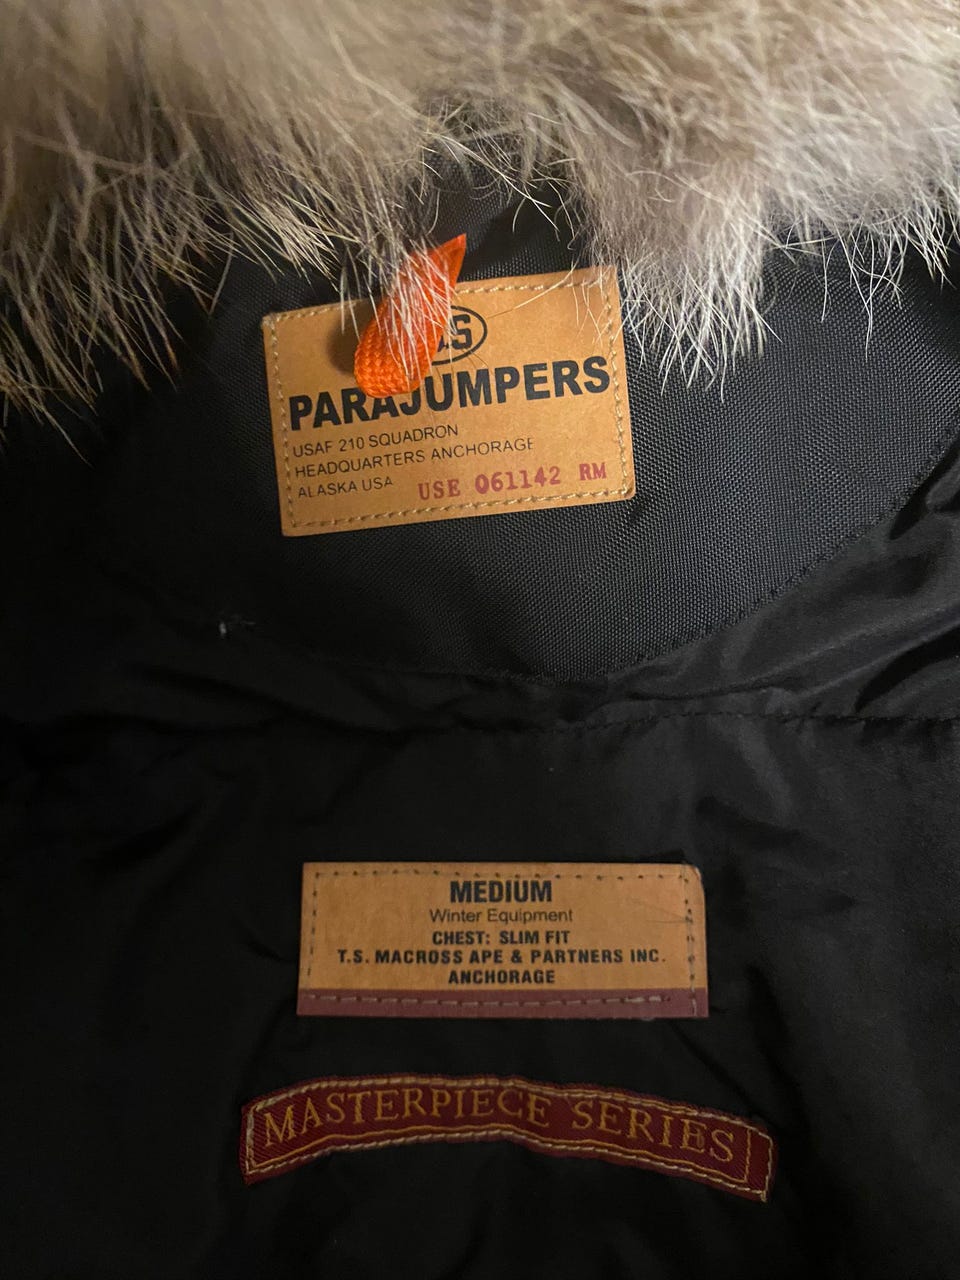 PARAJUMPERS
USAF 210 SQUADRON
HEADQUARTERS ANCHORAGE
ALASKA USA USE 061142 RM
MEDIUM
Winter Equipment
CHEST: SLIM FIT
T.S. MACROSS APE & PARTNERS INC.
ANCHORAGE
MASTERPIECE SERIES